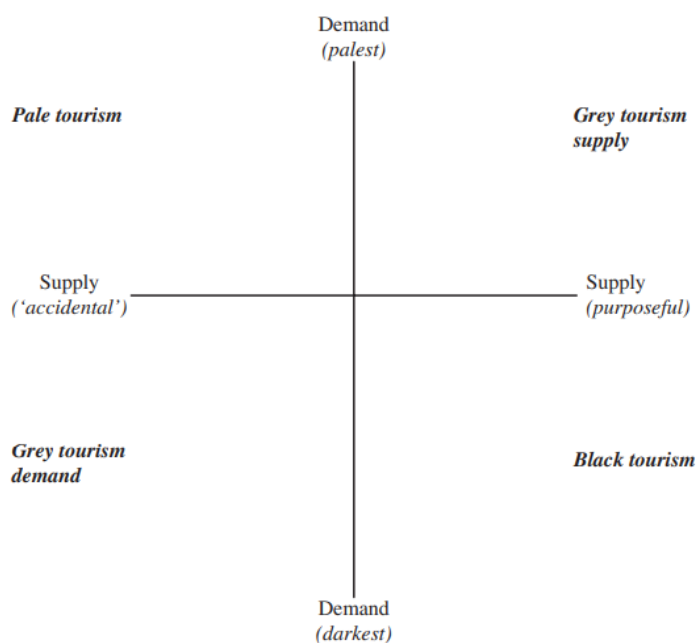 Demand
(palest)
Pale tourism
Grey tourism
supply
Supply
(‘accidental’)
Supply
(purposeful)
Grey tourism
demand
Black tourism
Demand
(darkest)